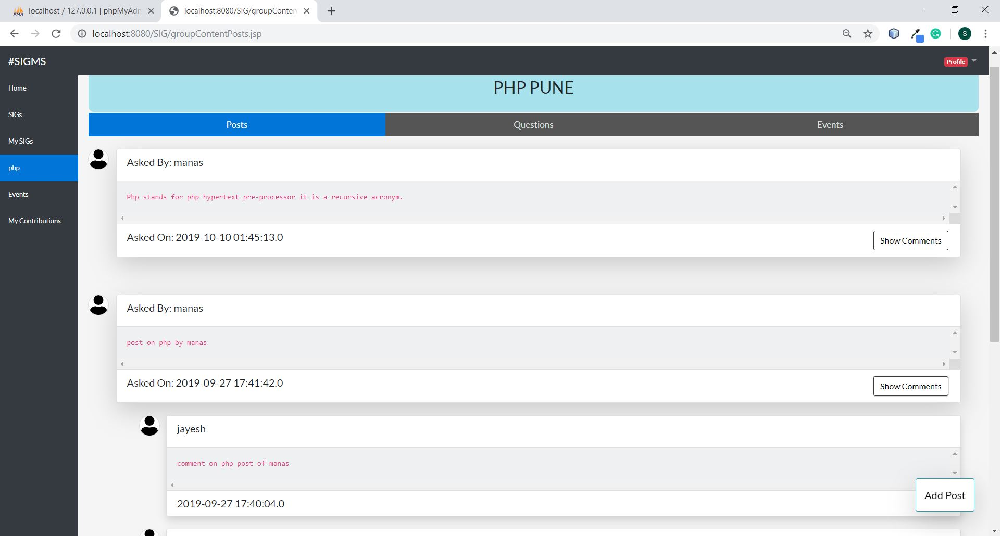 localhost / 127.0.0.1 | phpMyAdm
localhost:8080/SIG/groupConten
localhost:8080/SIG/groupContentPosts.jsp
S
#SIGMS
Profile
Home
SIGs
My SIGs
php
Events
My Contributions
PHP PUNE
Posts
Questions
Events
Asked By: manas
Php stands for php hypertext pre-processor it is a recursive acronym.
Asked On: 2019-10-10 01:45:13.0
Show Comments
Asked By: manas
post on php by manas
Asked On: 2019-09-27 17:41:42.0
Show Comments
jayesh
comment on php post of manas
2019-09-27 17:40:04.0
Add Post